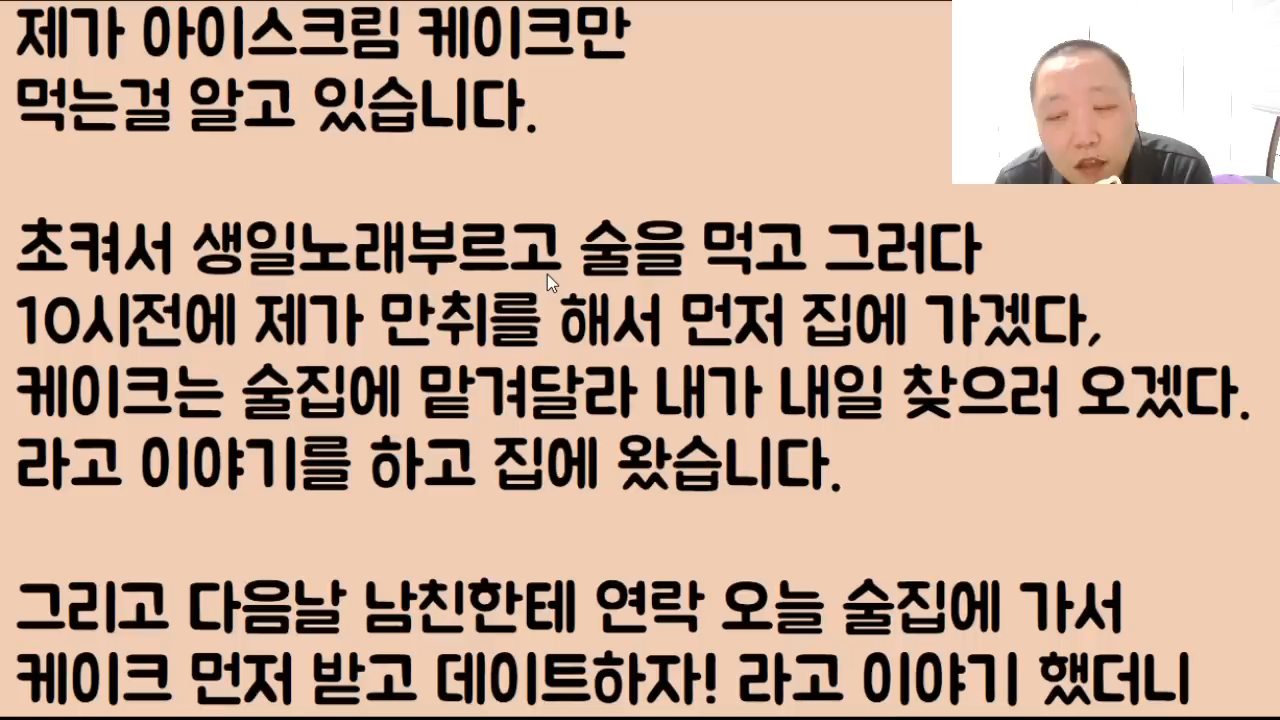 제가 아이스크림 케이크만
먹는걸 알고 있습니다.
초켜서 생일노래부르고 술을 먹고 그러다
10시전에 제가 만취를 해서 먼저 집에 가겠다,
케이크는 술집에 맡겨달라 내가 내일 찾으러 오겠다.
라고 이야기를 하고 집에 왔습니다.
그리고 다음날 남친한테 연락 오늘 술집에 가서
케이크 먼저 받고 데이트하자! 라고 이야기 했더니